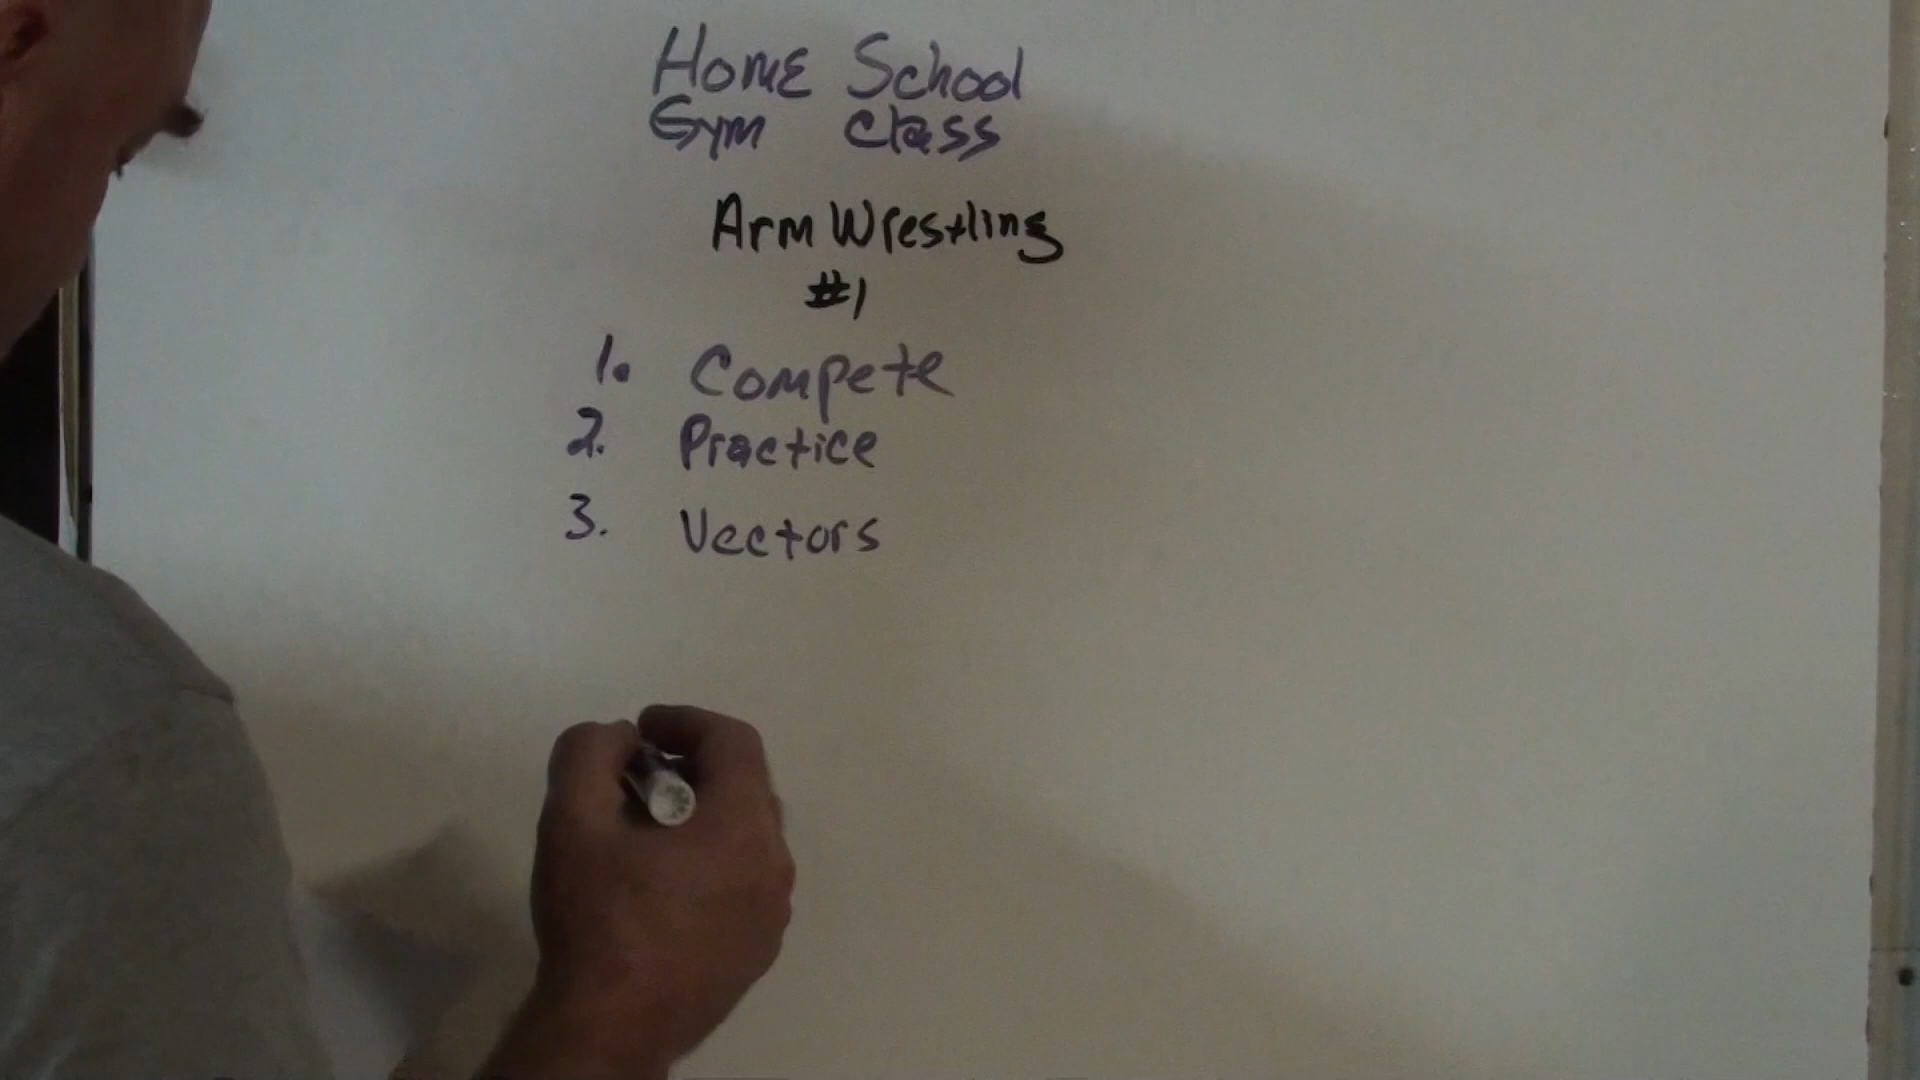 Home School
Gym Class
Arm Wrestling
#1
1. Compete
2. Practice
3. Vectors